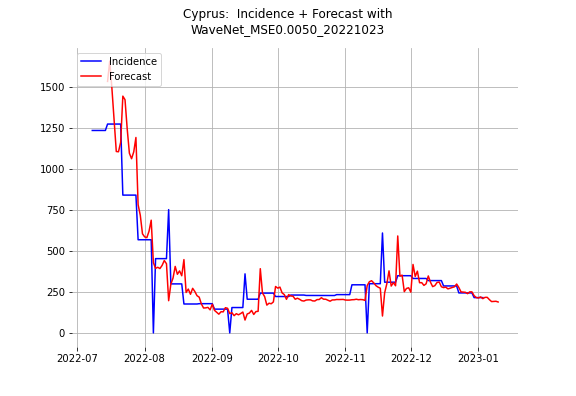 Cyprus:  Incidence + Forecast with
WaveNet_MSE0.0050_20221023
Incidence
Forecast
1500
1250
1000
750
500
250
0
2022-07 2022-08 2022-09 2022-10 2022-11 2022-12 2023-01